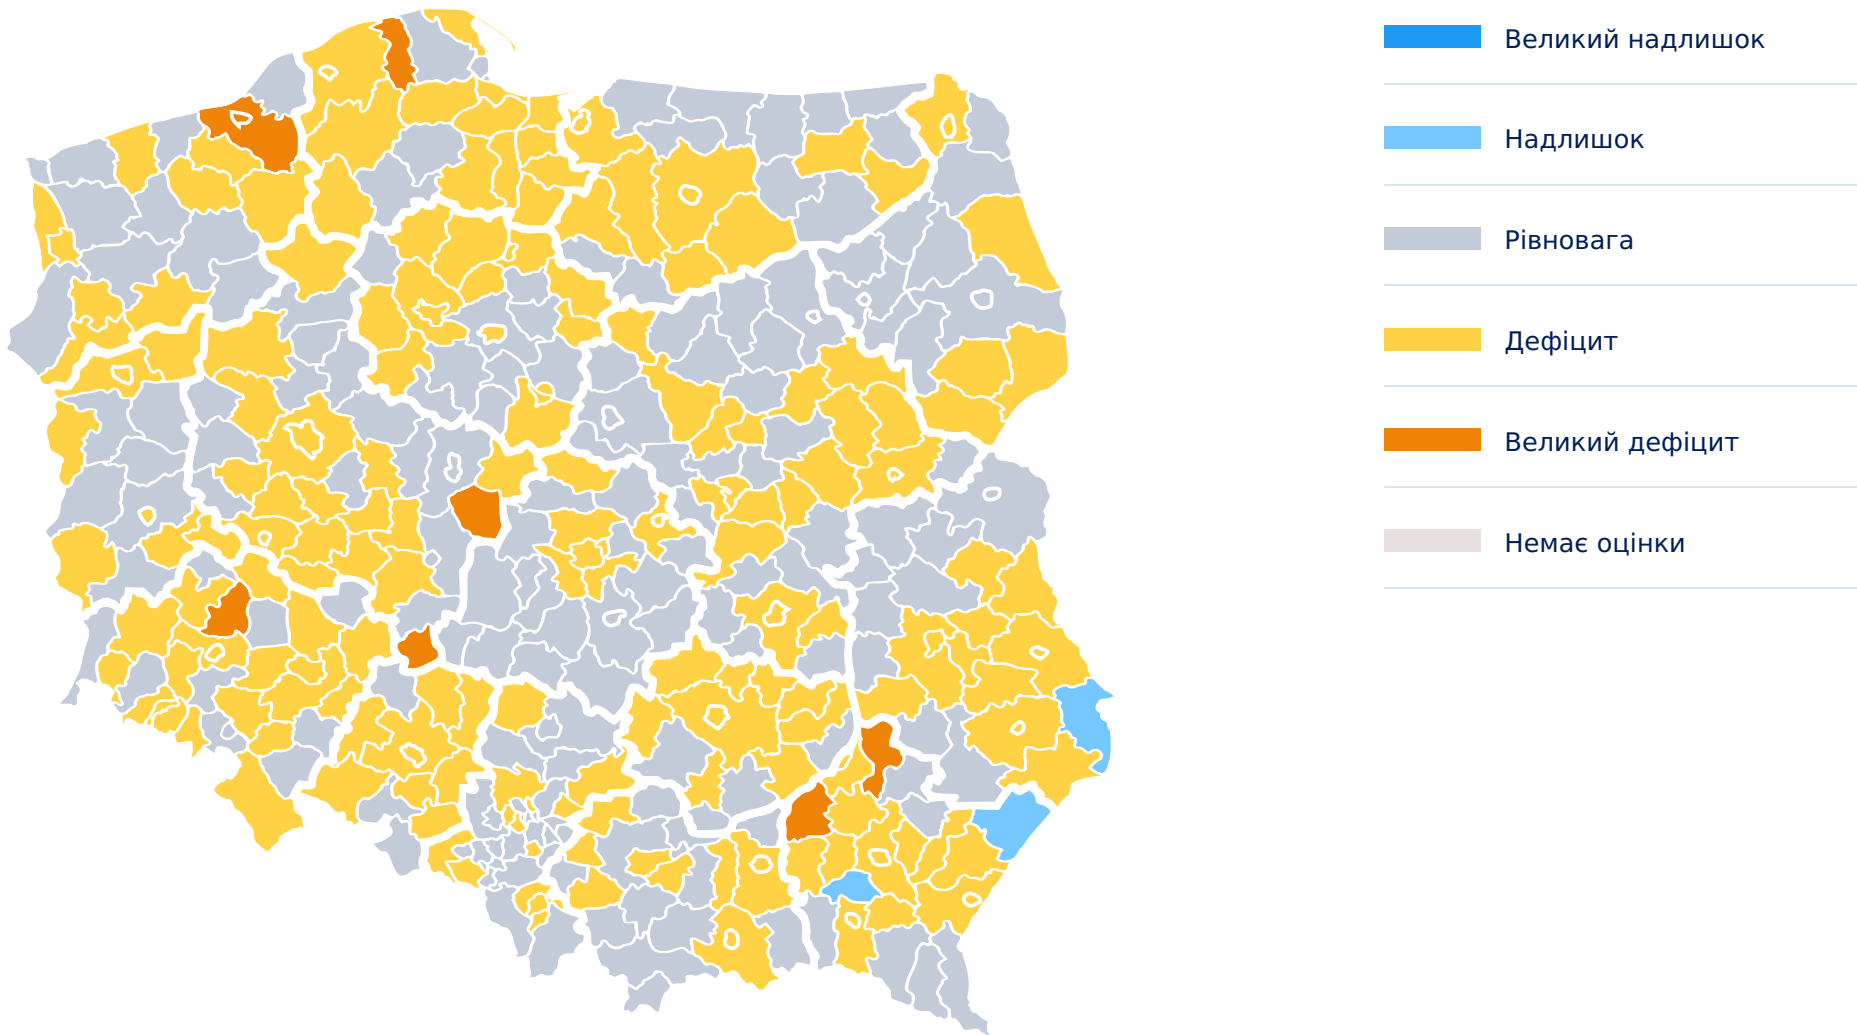 Великий надлишок
Надлишок
Рівновага
Дефіцит
Великий дефіцит
Немає оцінки